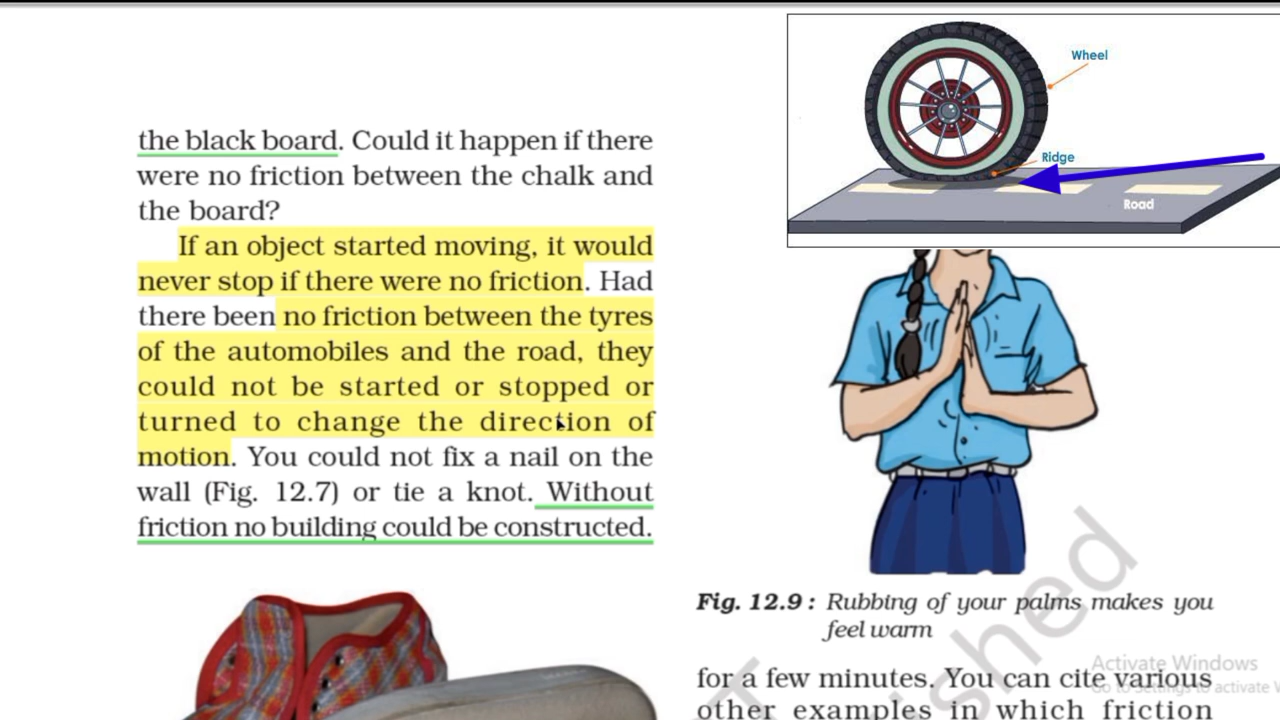 the black board. Could it happen if there
were no friction between the chalk and
the board?
If an object started moving, it would
never stop if there were no friction. Had
there been no friction between the tyres
of the automobiles and the road, they
could not be started or stopped or
turned to change the direction of
motion. You could not fix a nail on the
wall (Fig. 12.7) or tie a knot. Without
friction no building could be constructed.
Wheel
Ridge
Road
Fig. 12.9 : Rubbing of your palms makes you
feel warm
for a few minutes. You can cite various
other examples in which friction
Activate Windows
Go to Settings to activate